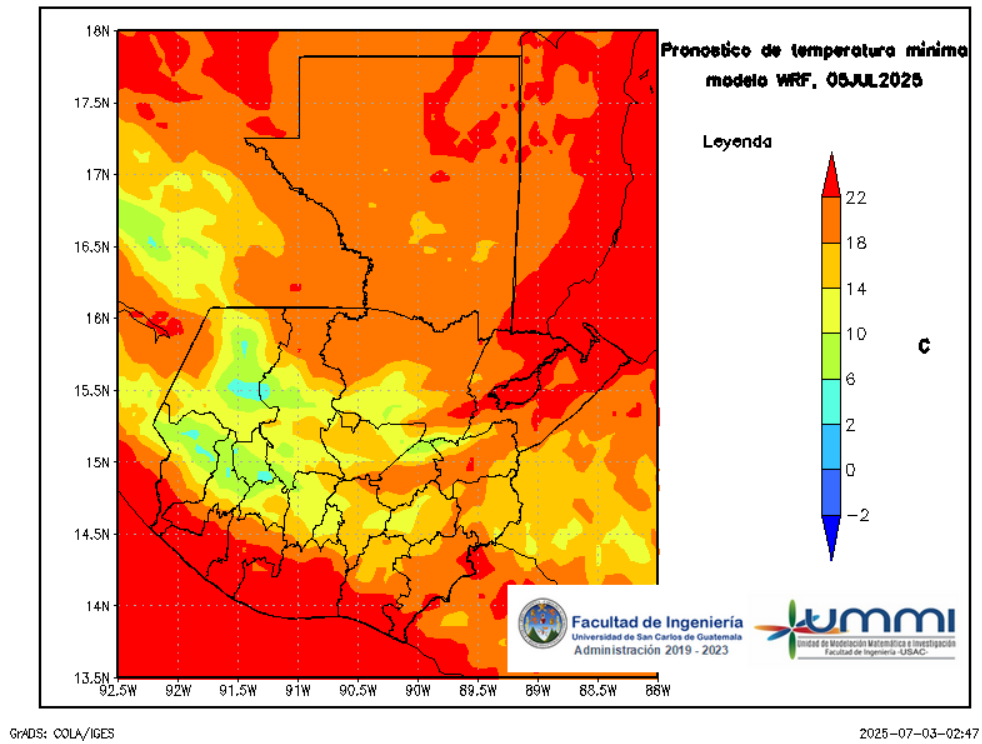 Pronostico de temperatura minima
modelo WRF, 05JUL2025
Leyenda
22
18
14
10
6
2
0
−2
C
18N
17.5N
17N
16.5N
16N
15.5N
15N
14.5N
14N
13.5N
92.5W 92W 91.5W 91W 90.5W 90W 89.5W 89W 88.5W 88W
Facultad de Ingeniería
Universidad de San Carlos de Guatemala
Administración 2019 - 2023
ummi
Unidad de Modelación Matemática e Investigación
Facultad de Ingeniería -USAC-
GrADS: COLA/IGES
2025-07-03-02:47